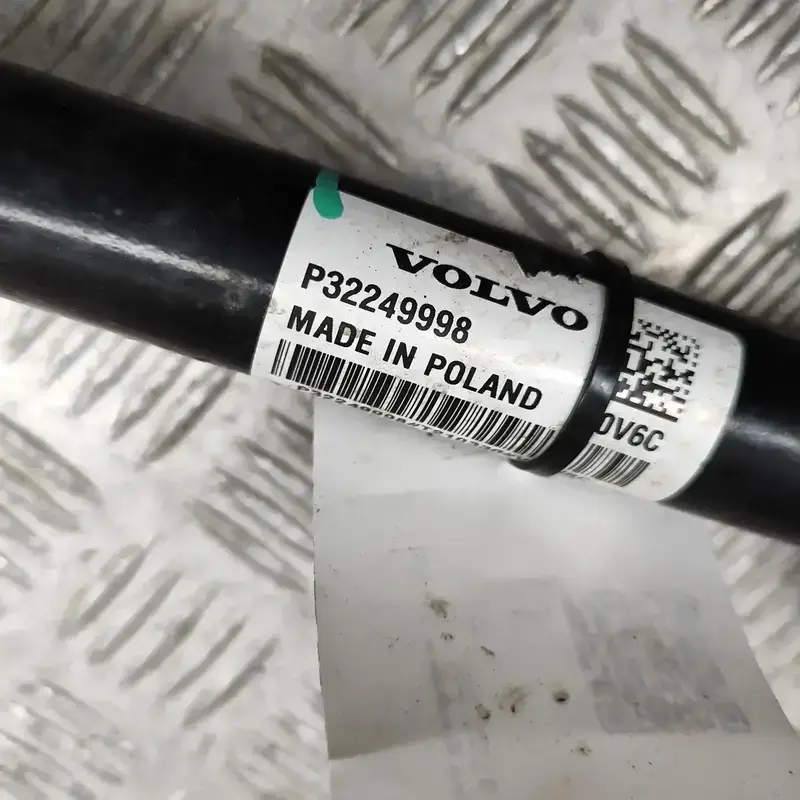 VOLVO
P32249998
MADE IN POLAND
0V6C